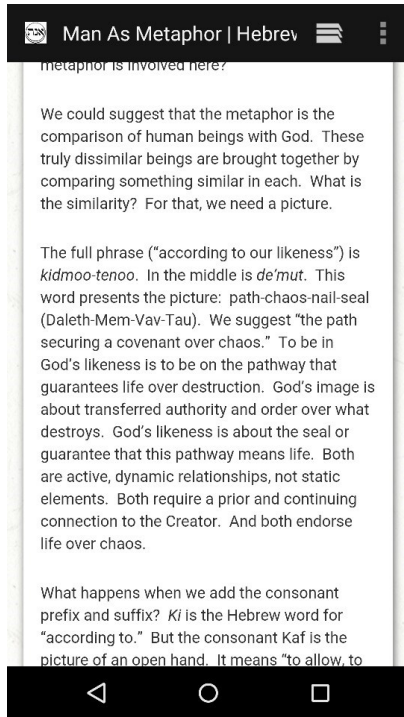 אנה
Man As Metaphor | Hebrew
metaphor is involved here?
We could suggest that the metaphor is the
comparison of human beings with God.  These
truly dissimilar beings are brought together by
comparing something similar in each.  What is
the similarity?  For that, we need a picture.
The full phrase (“according to our likeness”) is
kidmoo-tenoo.  In the middle is de’mut.  This
word presents the picture:  path-chaos-nail-seal
(Daleth-Mem-Vav-Tau).  We suggest “the path
securing a covenant over chaos.”  To be in
God’s likeness is to be on the pathway that
guarantees life over destruction.  God’s image is
about transferred authority and order over what
destroys.  God’s likeness is about the seal or
guarantee that this pathway means life.  Both
are active, dynamic relationships, not static
elements.  Both require a prior and continuing
connection to the Creator.  And both endorse
life over chaos.
What happens when we add the consonant
prefix and suffix?  Ki is the Hebrew word for
“according to.”  But the consonant Kaf is the
picture of an open hand.  It means “to allow, to